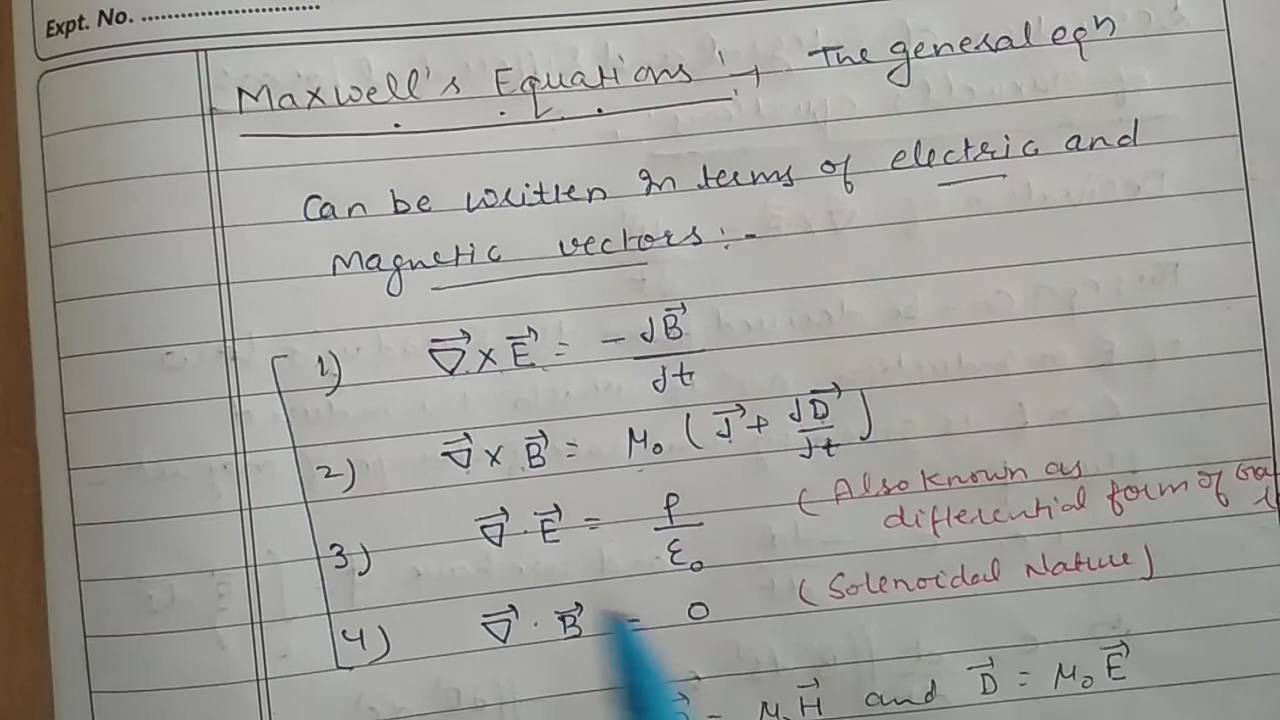 Expt. No. ............................
Maxwell's Equations :→ The general eqn
Can be written In terms of electric and
Magnetic vectors :-
1) ∇⃗ × E⃗ = - ∂B⃗/∂t
2) ∇⃗ × B⃗ = μ₀ ( J⃗ + ∂D⃗/∂t )
3) ∇⃗ · E⃗ = ρ/ε₀ (Also known as
differential form of
4) ∇⃗ · B⃗ = 0 (Solenoidal Nature)
= μ₀ H⃗ and D⃗ = μ₀ E⃗